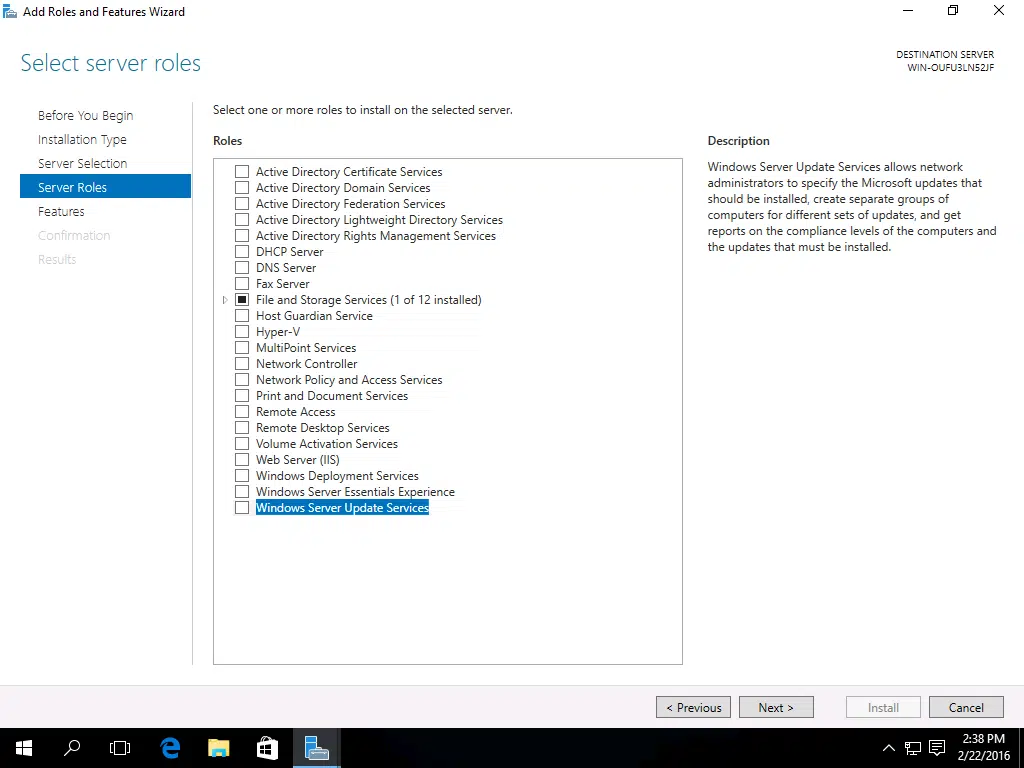 Add Roles and Features Wizard
Select server roles
DESTINATION SERVER
WIN-OUFU3LN52JF
Before You Begin
Installation Type
Server Selection
Server Roles
Features
Confirmation
Results
Select one or more roles to install on the selected server.
Roles
Active Directory Certificate Services
Active Directory Domain Services
Active Directory Federation Services
Active Directory Lightweight Directory Services
Active Directory Rights Management Services
DHCP Server
DNS Server
Fax Server
File and Storage Services (1 of 12 installed)
Host Guardian Service
Hyper-V
MultiPoint Services
Network Controller
Network Policy and Access Services
Print and Document Services
Remote Access
Remote Desktop Services
Volume Activation Services
Web Server (IIS)
Windows Deployment Services
Windows Server Essentials Experience
Windows Server Update Services
Description
Windows Server Update Services allows network
administrators to specify the Microsoft updates that
should be installed, create separate groups of
computers for different sets of updates, and get
reports on the compliance levels of the computers and
the updates that must be installed.
< Previous
Next >
Install
Cancel
2:38 PM
2/22/2016